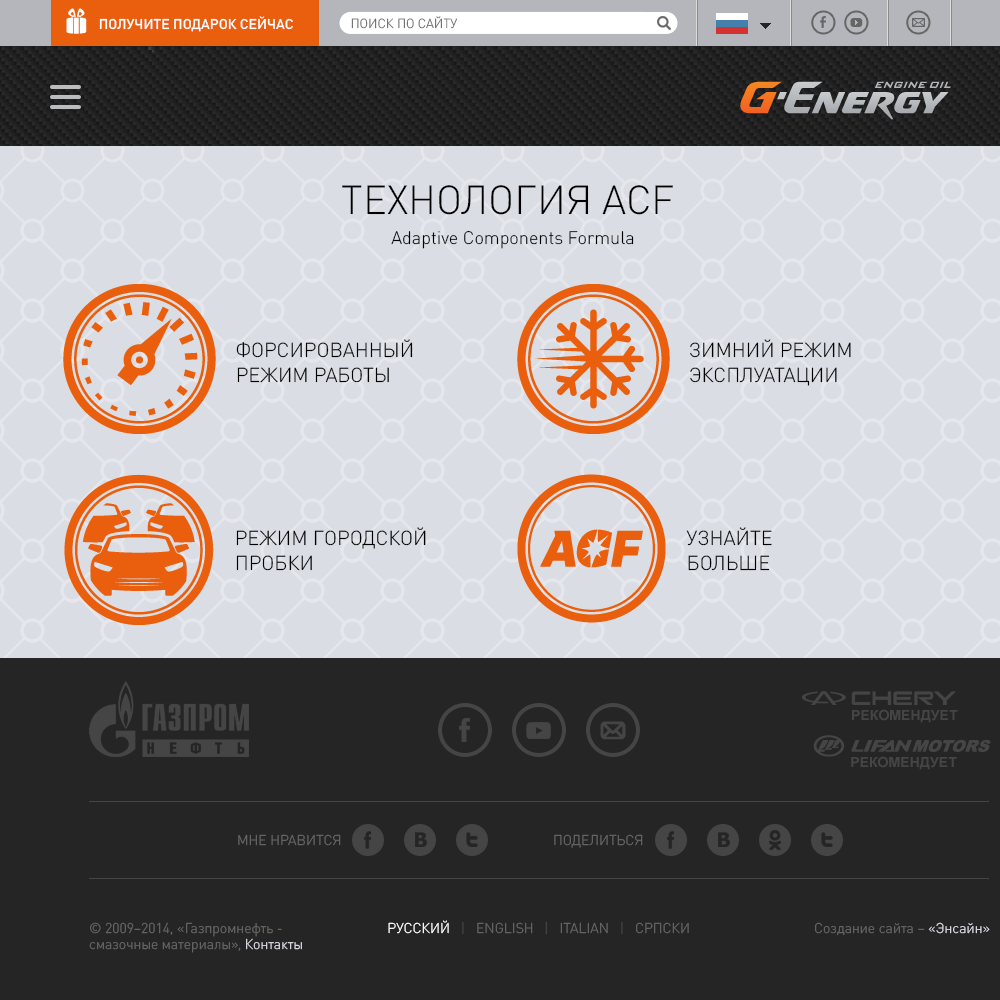 ПОЛУЧИТЕ ПОДАРОК СЕЙЧАС
ПОИСК ПО САЙТУ
ENGINE OIL
G-ENERGY
ТЕХНОЛОГИЯ ACF
Adaptive Components Formula
ФОРСИРОВАННЫЙ
РЕЖИМ РАБОТЫ
ЗИМНИЙ РЕЖИМ
ЭКСПЛУАТАЦИИ
РЕЖИМ ГОРОДСКОЙ
ПРОБКИ
ACF
УЗНАЙТЕ
БОЛЬШЕ
ГАЗПРОМ
НЕФТЬ
CHERY
РЕКОМЕНДУЕТ
LIFAN MOTORS
РЕКОМЕНДУЕТ
МНЕ НРАВИТСЯ
ПОДЕЛИТЬСЯ
© 2009–2014, «Газпромнефть -
смазочные материалы», Контакты
РУССКИЙ | ENGLISH | ITALIAN | СРПСКИ
Создание сайта – «Энсайн»